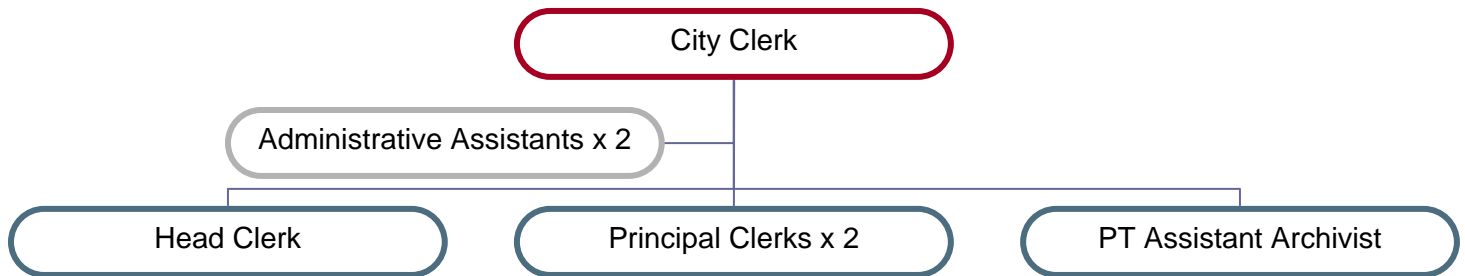 City Clerk
Administrative Assistants x 2
Head Clerk
Principal Clerks x 2
PT Assistant Archivist